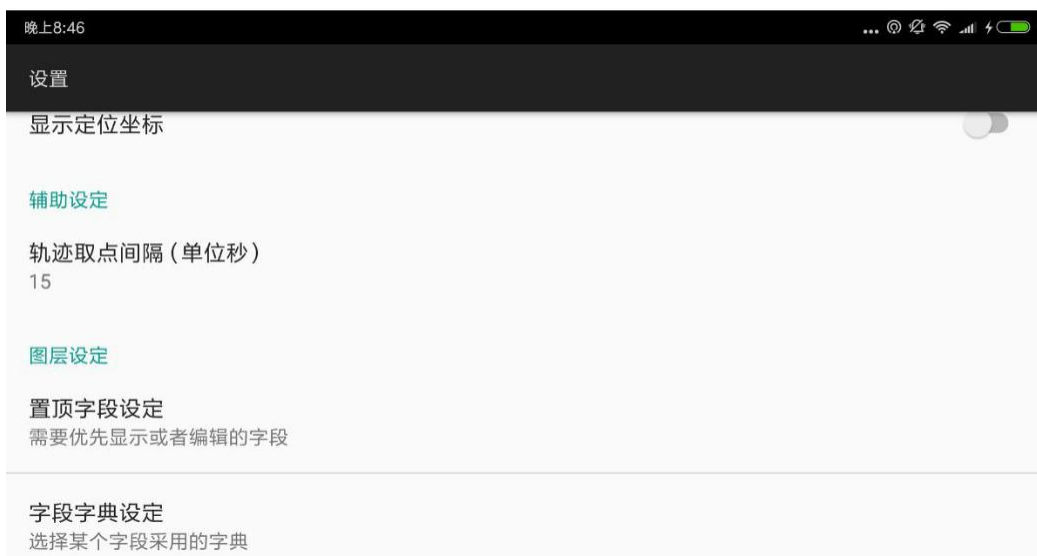 晚上8:46
设置
显示定位坐标
辅助设定
轨迹取点间隔(单位秒)
15
图层设定
置顶字段设定
需要优先显示或者编辑的字段
字段字典设定
选择某个字段采用的字典